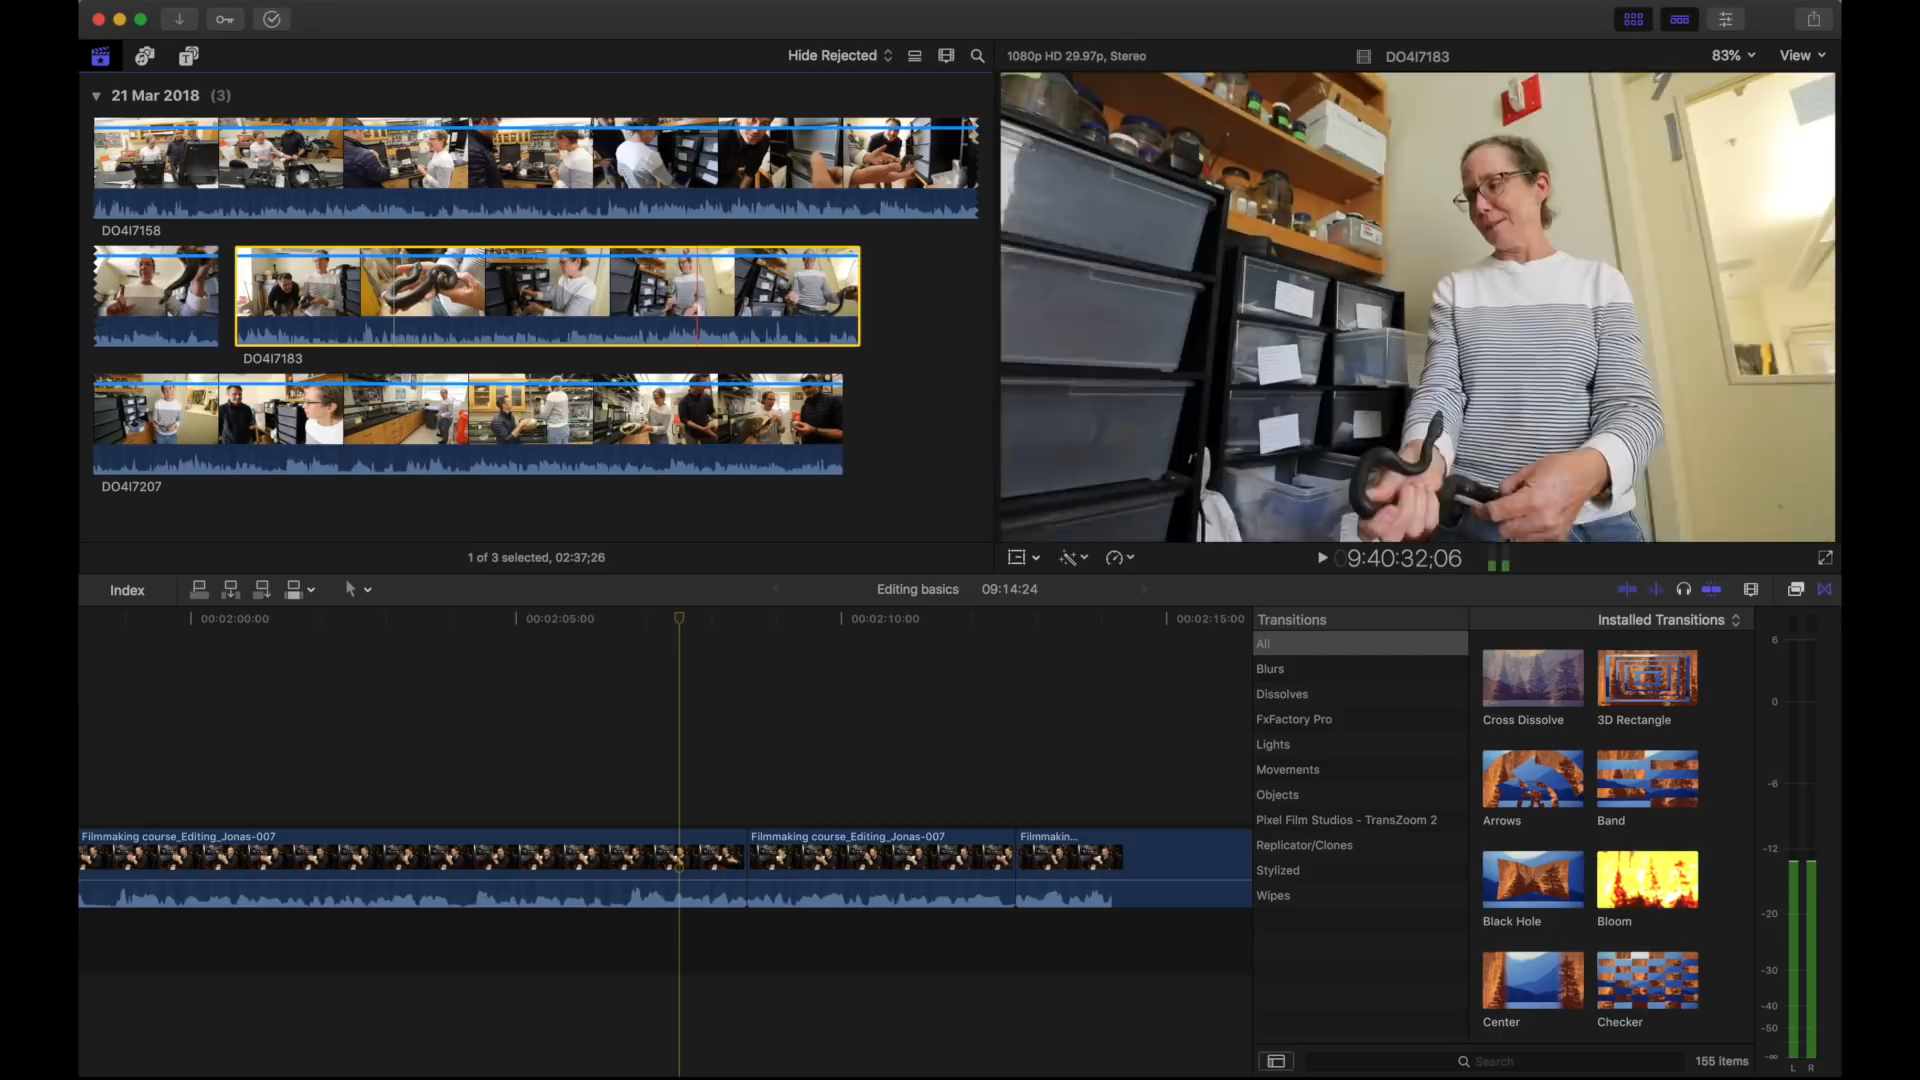 Hide Rejected
1080p HD 29.97p, Stereo
DO4I7183
83%
View
21 Mar 2018 (3)
DO4I7158
DO4I7183
DO4I7207
1 of 3 selected, 02:37;26
09:40:32;06
Index
Editing basics
09:14:24
00:00:02:00:00
00:00:02:05:00
00:00:02:10:00
00:00:02:15:00
Filmmaking course_Editing_Jonas-007
Filmmaking course_Editing_Jonas-007
Filmmakin...
Transitions
Installed Transitions
All
Blurs
Dissolves
FxFactory Pro
Lights
Movements
Objects
Pixel Film Studios - TransZoom 2
Replicator/Clones
Stylized
Wipes
Cross Dissolve
3D Rectangle
Arrows
Band
Black Hole
Bloom
Center
Checker
Search
155 items
6
0
-6
-12
-20
-30
-40
-50
-∞
L R